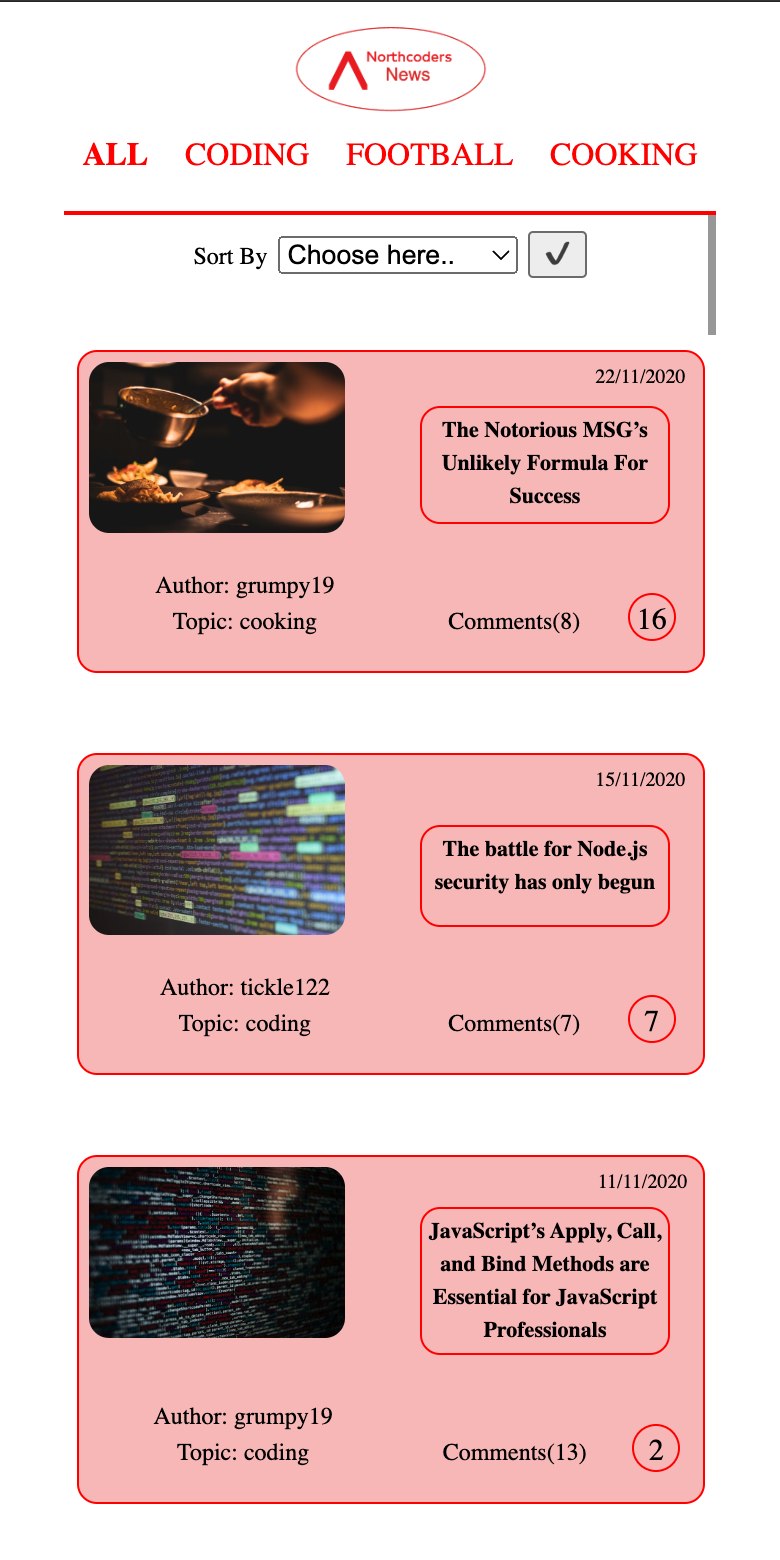 Northcoders
News
ALL CODING FOOTBALL COOKING
Sort By Choose here.. ✓
22/11/2020
The Notorious MSG’s
Unlikely Formula For
Success
Author: grumpy19
Topic: cooking Comments(8) 16
15/11/2020
The battle for Node.js
security has only begun
Author: tickle122
Topic: coding Comments(7) 7
11/11/2020
JavaScript’s Apply, Call,
and Bind Methods are
Essential for JavaScript
Professionals
Author: grumpy19
Topic: coding Comments(13) 2